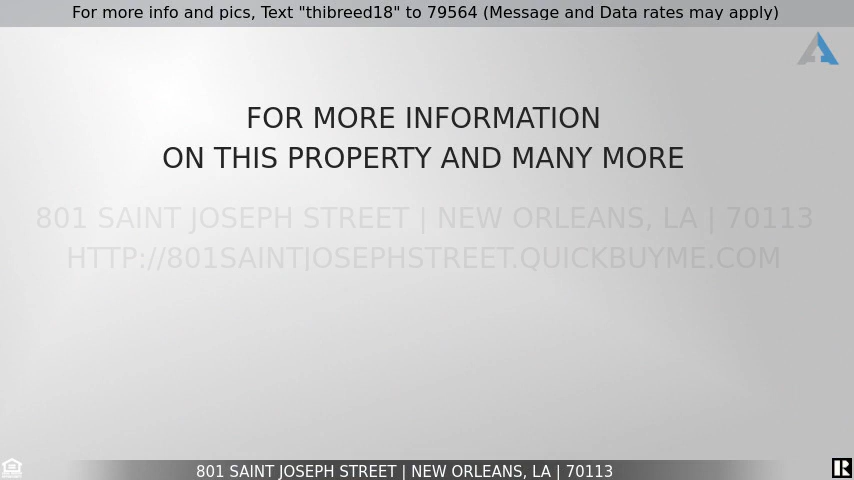 For more info and pics, Text "thibreed18" to 79564 (Message and Data rates may apply)
FOR MORE INFORMATION
ON THIS PROPERTY AND MANY MORE
801 SAINT JOSEPH STREET | NEW ORLEANS, LA | 70113
HTTP://801SAINTJOSEPHSTREET.QUICKBUYME.COM
801 SAINT JOSEPH STREET | NEW ORLEANS, LA | 70113